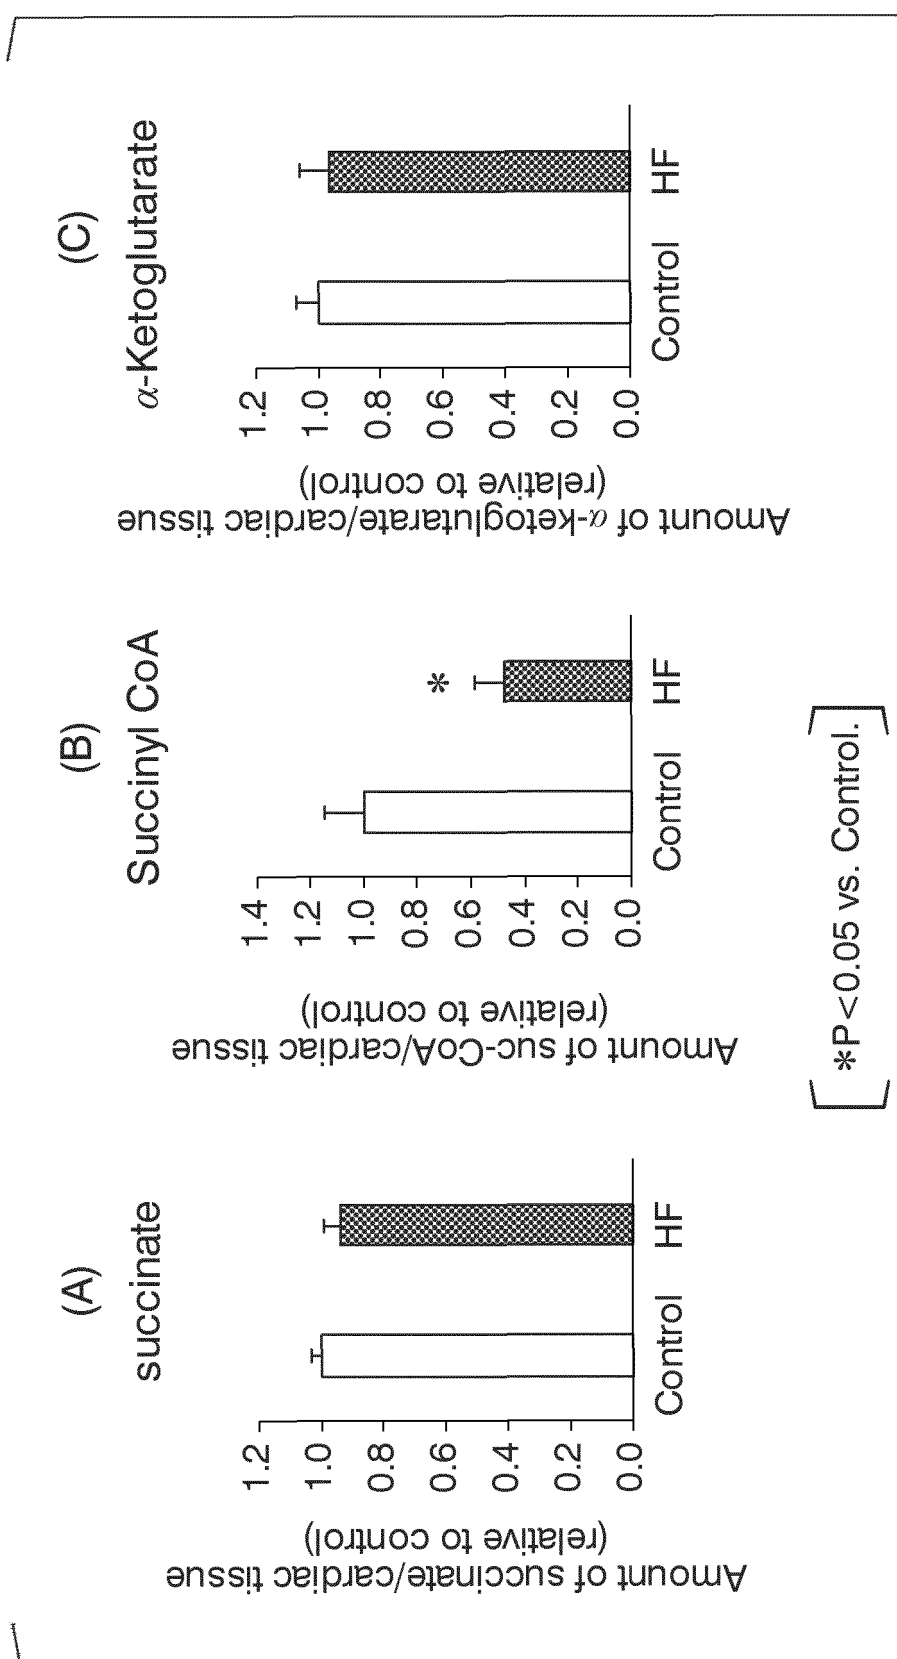 (A)
succinate
Amount of succinate/cardiac tissue
(relative to control)
1.2
1.0
0.8
0.6
0.4
0.2
0.0
Control
HF
(B)
Succinyl CoA
Amount of suc-CoA/cardiac tissue
(relative to control)
1.4
1.2
1.0
0.8
0.6
0.4
0.2
0.0
*
Control
HF
(C)
α-Ketoglutarate
Amount of α-ketoglutarate/cardiac tissue
(relative to control)
1.2
1.0
0.8
0.6
0.4
0.2
0.0
Control
HF
[*P<0.05 vs. Control.]